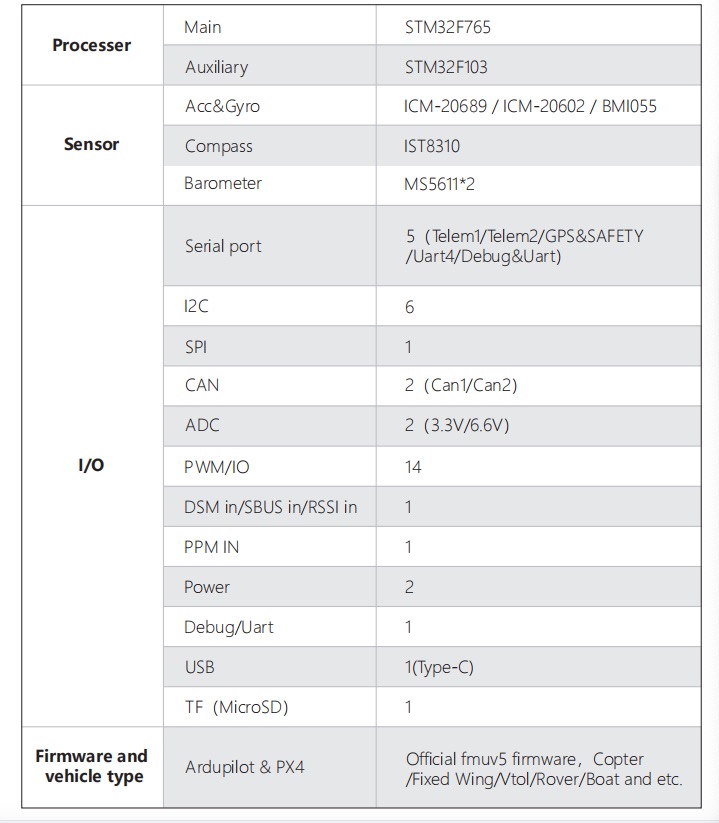 Processer
Main
STM32F765
Auxiliary
STM32F103
Sensor
Acc&Gyro
ICM-20689 / ICM-20602 / BMI055
Compass
IST8310
Barometer
MS5611*2
I/O
Serial port
5（Telem1/Telem2/GPS&SAFETY
/Uart4/Debug&Uart）
I2C
6
SPI
1
CAN
2（Can1/Can2）
ADC
2（3.3V/6.6V）
PWM/IO
14
DSM in/SBUS in/RSSI in
1
PPM IN
1
Power
2
Debug/Uart
1
USB
1(Type-C)
TF（MicroSD）
1
Firmware and
vehicle type
Ardupilot & PX4
Official fmuv5 firmware，Copter
/Fixed Wing/Vtol/Rover/Boat and etc.